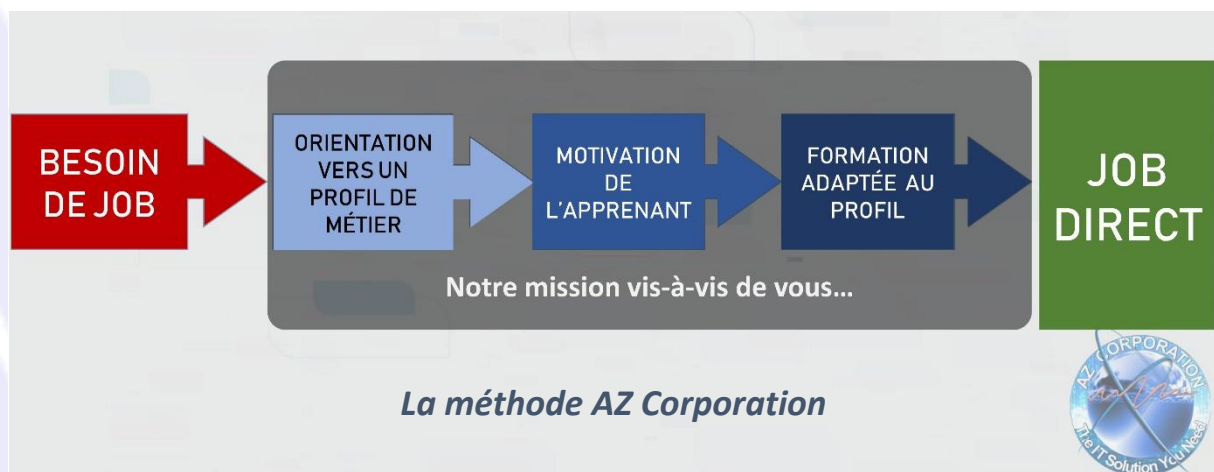 BESOIN
DE JOB
ORIENTATION
VERS UN
PROFIL DE
MÉTIER
MOTIVATION
DE
L'APPRENANT
FORMATION
ADAPTÉE AU
PROFIL
JOB
DIRECT
Notre mission vis-à-vis de vous...
La méthode AZ Corporation
AZ CORPORATION
The IT Solution You Need